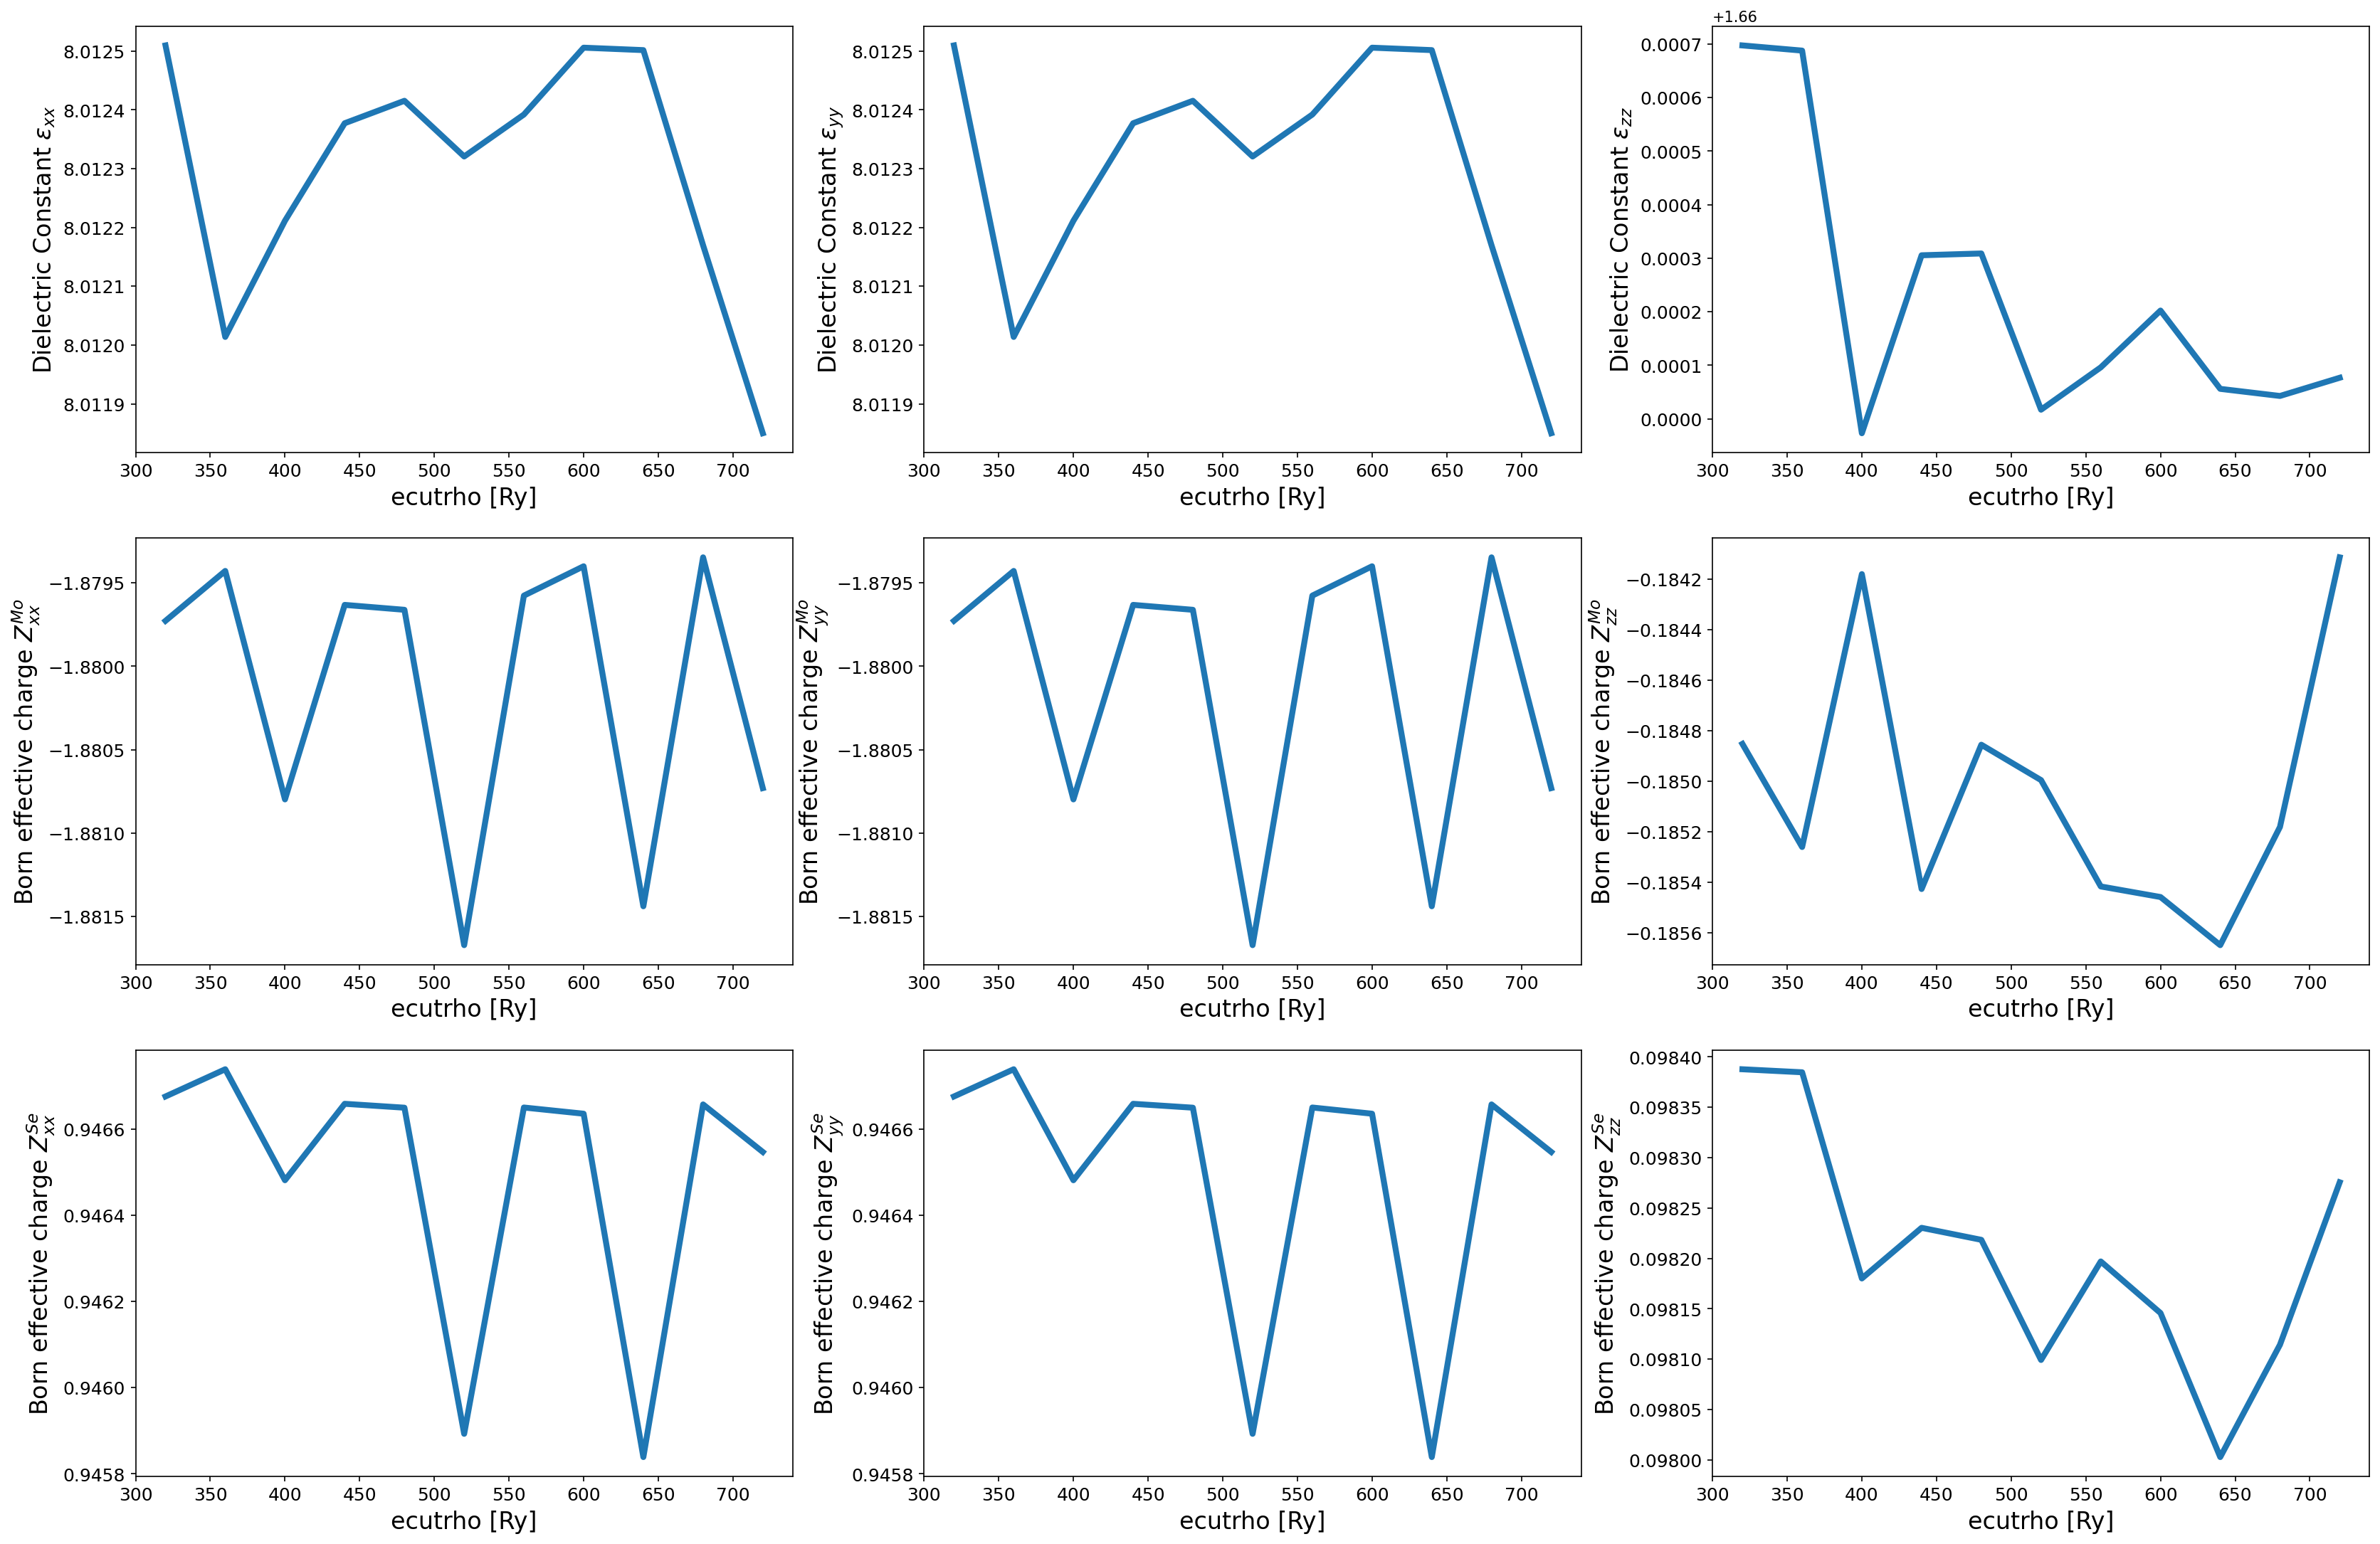 +1.66
Dielectric Constant εxx
8.0125
8.0124
8.0123
8.0122
8.0121
8.0120
8.0119
300 350 400 450 500 550 600 650 700
ecutrho [Ry]
Dielectric Constant εyy
8.0125
8.0124
8.0123
8.0122
8.0121
8.0120
8.0119
300 350 400 450 500 550 600 650 700
ecutrho [Ry]
Dielectric Constant εzz
0.0007
0.0006
0.0005
0.0004
0.0003
0.0002
0.0001
0.0000
300 350 400 450 500 550 600 650 700
ecutrho [Ry]
Born effective charge Z^Mo_xx
−1.8795
−1.8800
−1.8805
−1.8810
−1.8815
300 350 400 450 500 550 600 650 700
ecutrho [Ry]
Born effective charge Z^Mo_yy
−1.8795
−1.8800
−1.8805
−1.8810
−1.8815
300 350 400 450 500 550 600 650 700
ecutrho [Ry]
Born effective charge Z^Mo_zz
−0.1842
−0.1844
−0.1846
−0.1848
−0.1850
−0.1852
−0.1854
−0.1856
300 350 400 450 500 550 600 650 700
ecutrho [Ry]
Born effective charge Z^Se_xx
0.9466
0.9464
0.9462
0.9460
0.9458
300 350 400 450 500 550 600 650 700
ecutrho [Ry]
Born effective charge Z^Se_yy
0.9466
0.9464
0.9462
0.9460
0.9458
300 350 400 450 500 550 600 650 700
ecutrho [Ry]
Born effective charge Z^Se_zz
0.09840
0.09835
0.09830
0.09825
0.09820
0.09815
0.09810
0.09805
0.09800
300 350 400 450 500 550 600 650 700
ecutrho [Ry]